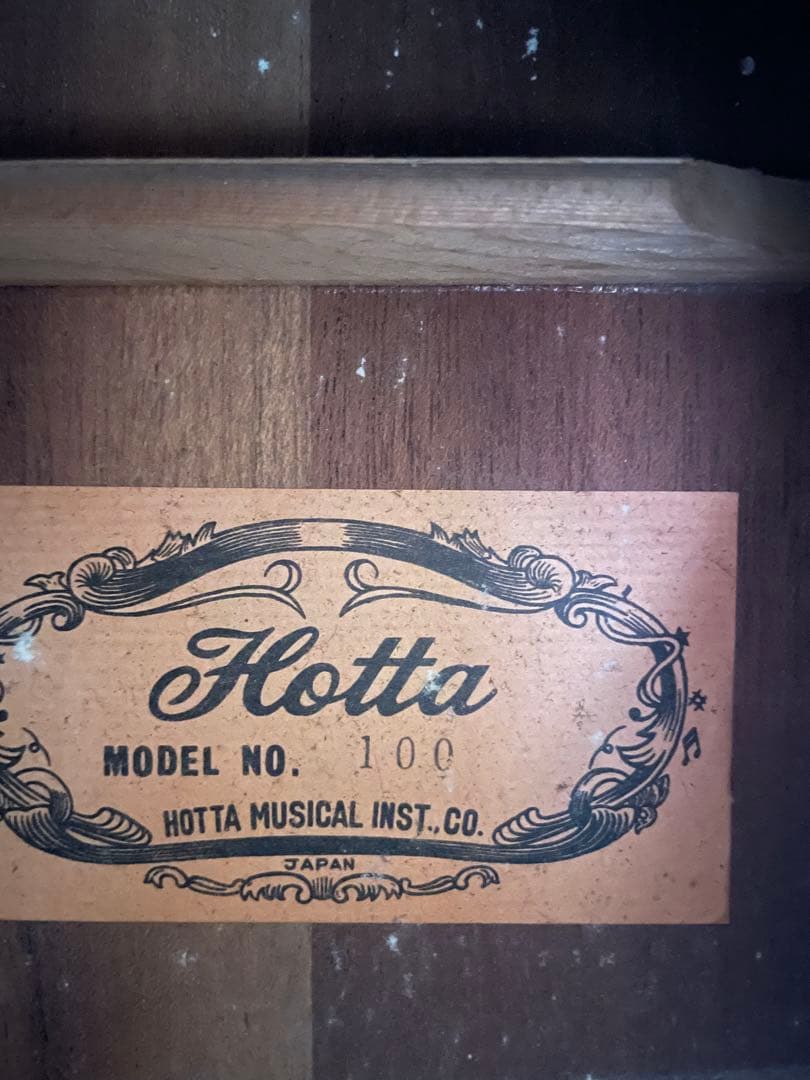 Hotta
MODEL NO. 100
HOTTA MUSICAL INST., CO.
JAPAN